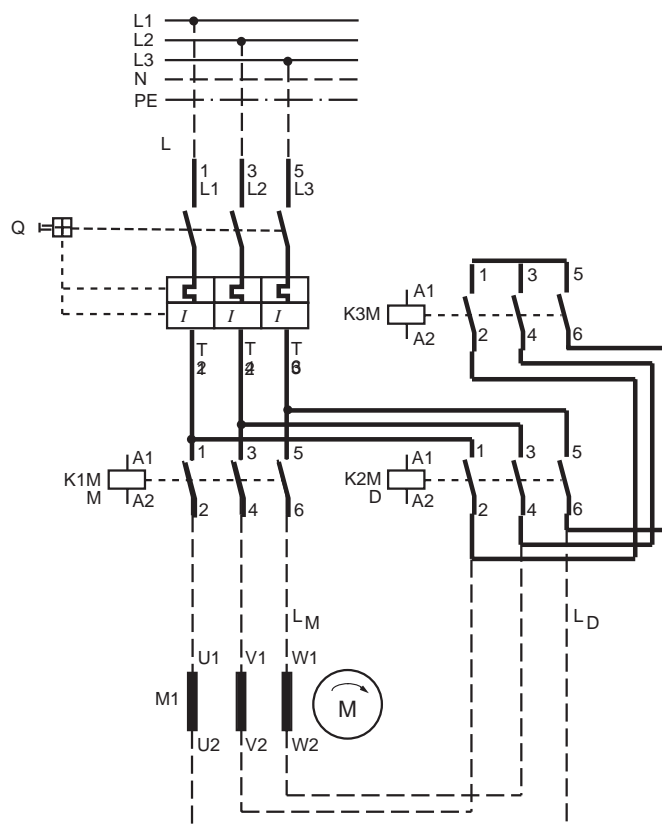 L1
L2
L3
N
PE
L
1 3 5
L1 L2 L3
Q
I I I
T T T
A1 1 3 5
K3M
A2 2 4 6
A1 1 3 5 A1 1 3 5
K1M K2M
M D
A2 2 4 6 A2 2 4 6
LM LD
U1 V1 W1
M1 M
U2 V2 W2